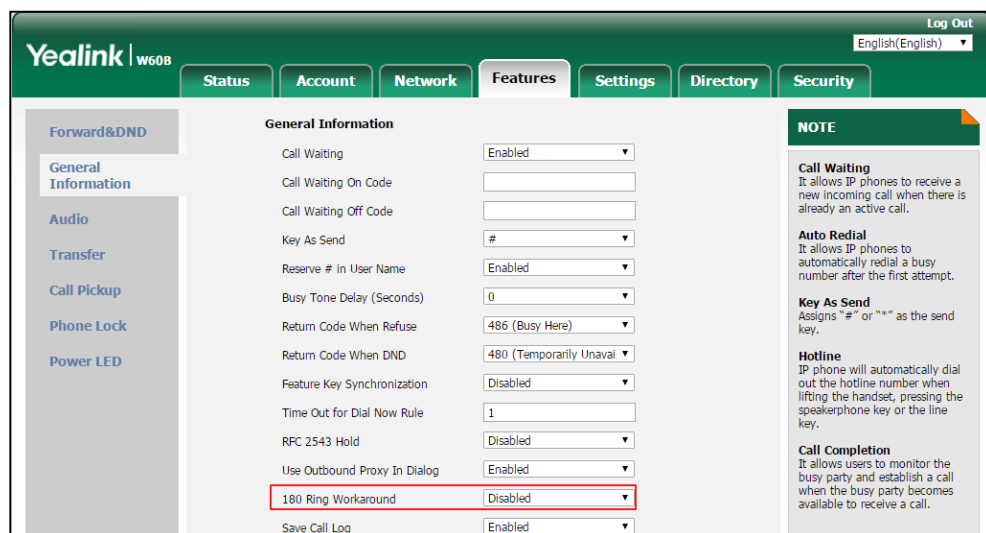 Log Out
Yealink W60B
English(English)
Status Account Network Features Settings Directory Security
Forward&DND
General
Information
Audio
Transfer
Call Pickup
Phone Lock
Power LED
General Information
Call Waiting Enabled
Call Waiting On Code
Call Waiting Off Code
Key As Send #
Reserve # in User Name Enabled
Busy Tone Delay (Seconds) 0
Return Code When Refuse 486 (Busy Here)
Return Code When DND 480 (Temporarily Unavai
Feature Key Synchronization Disabled
Time Out for Dial Now Rule 1
RFC 2543 Hold Disabled
Use Outbound Proxy In Dialog Enabled
180 Ring Workaround Disabled
Save Call Log Enabled
NOTE
Call Waiting
It allows IP phones to receive a
new incoming call when there is
already an active call.
Auto Redial
It allows IP phones to
automatically redial a busy
number after the first attempt.
Key As Send
Assigns "#" or "*" as the send
key.
Hotline
IP phone will automatically dial
out the hotline number when
lifting the handset, pressing the
speakerphone key or the line
key.
Call Completion
It allows users to monitor the
busy party and establish a call
when the busy party becomes
available to receive a call.